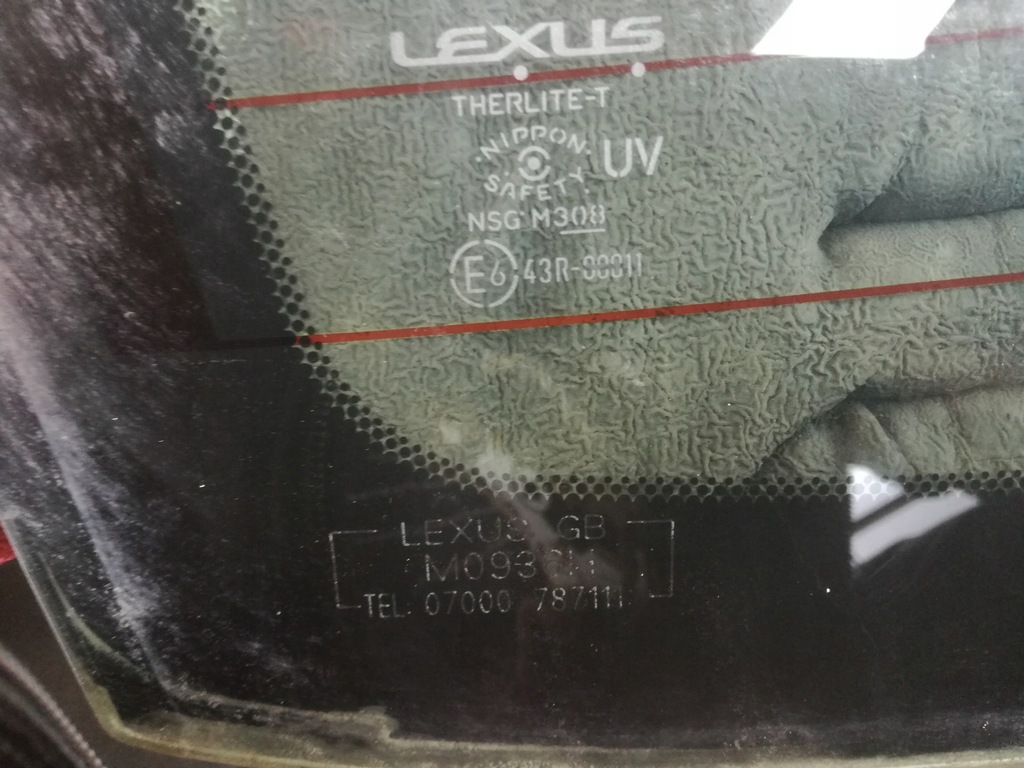 LEXUS
THERLITE-T
NIPPON SAFETY
UV
NSG M308
E6 43R-00011
LEXUS GB
TEL. 07000 787111